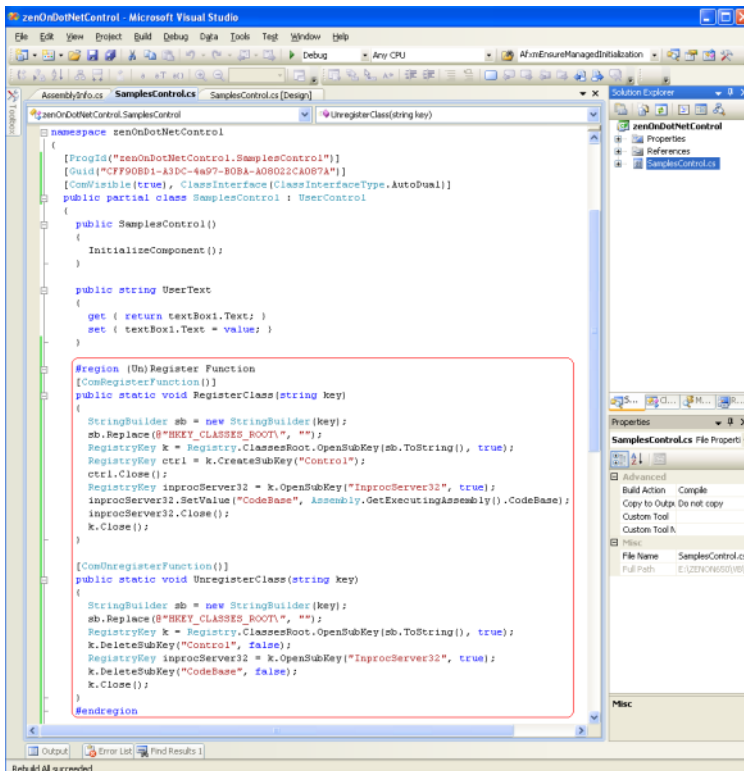 zenOnDotNetControl - Microsoft Visual Studio
File Edit View Project Build Debug Data Tools Test Window Help
Debug Any CPU AfxmEnsureManagedInitialization
AssemblyInfo.cs SamplesControl.cs SamplesControl.cs [Design]
Toolbox
zenOnDotNetControl.SamplesControl UnregisterClass(string key)
namespace zenOnDotNetControl
{
[ProgId("zenOnDotNetControl.SamplesControl")]
[Guid("CFF90BD1-A3DC-4a97-B0BA-A08022CA0B7A")]
[ComVisible(true), ClassInterface(ClassInterfaceType.AutoDual)]
public partial class SamplesControl : UserControl
{
public SamplesControl()
{
InitializeComponent();
}
public string UserText
{
get { return textBox1.Text; }
set { textBox1.Text = value; }
}
#region (Un)Register Function
[ComRegisterFunction()]
public static void RegisterClass(string key)
{
StringBuilder sb = new StringBuilder(key);
sb.Replace(@"HKEY_CLASSES_ROOT\", "");
RegistryKey k = Registry.ClassesRoot.OpenSubKey(sb.ToString(), true);
RegistryKey ctrl = k.CreateSubKey("Control");
ctrl.Close();
RegistryKey inprocServer32 = k.OpenSubKey("InprocServer32", true);
inprocServer32.SetValue("CodeBase", Assembly.GetExecutingAssembly().CodeBase);
inprocServer32.Close();
k.Close();
}
[ComUnregisterFunction()]
public static void UnregisterClass(string key)
{
StringBuilder sb = new StringBuilder(key);
sb.Replace(@"HKEY_CLASSES_ROOT\", "");
RegistryKey k = Registry.ClassesRoot.OpenSubKey(sb.ToString(), true);
k.DeleteSubKey("Control", false);
RegistryKey inprocServer32 = k.OpenSubKey("InprocServer32", true);
k.DeleteSubKey("CodeBase", false);
k.Close();
}
#endregion
Solution Explorer
zenOnDotNetControl
Properties
References
SamplesControl.cs
S... Cl... M... R...
Properties
SamplesControl.cs File Properti
Advanced
Build Action Compile
Copy to Outpu Do not copy
Custom Tool
Custom Tool N
Misc
File Name SamplesControl.cs
Full Path
Misc
Output Error List Find Results 1
Rebuild All succeeded